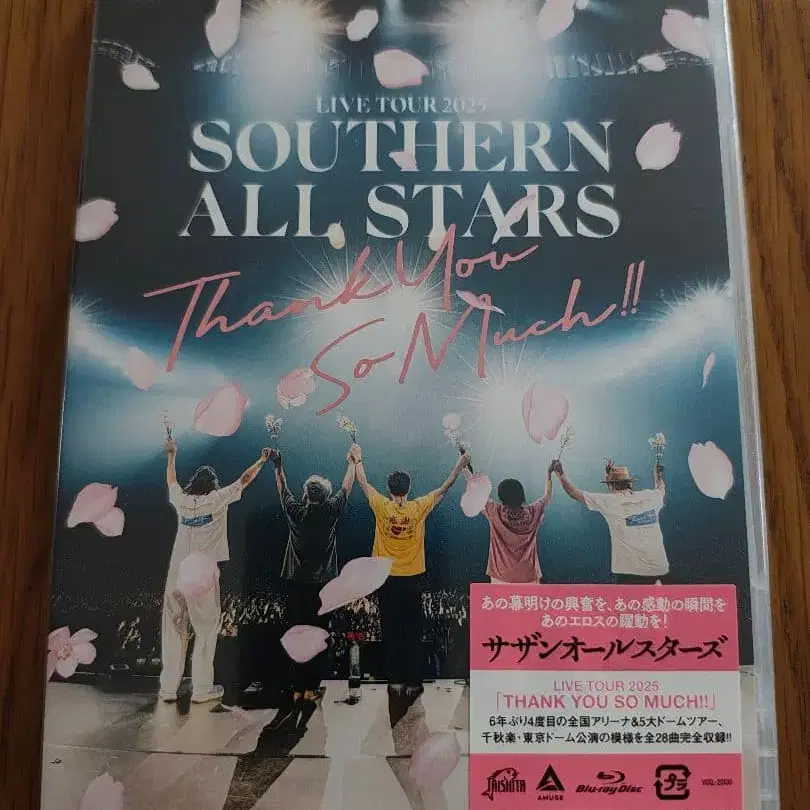 LIVE TOUR 2025
SOUTHERN
ALL STARS
Thank You
So Much!!
あの幕明けの興奮を、あの感動の瞬間を
あのエロスの躍動を!
サザンオールスターズ
LIVE TOUR 2025
「THANK YOU SO MUCH!!」
6年ぶり4度目の全国アリーナ&5大ドームツアー、
千秋楽・東京ドーム公演の模様を全28曲完全収録!!
TAISHITA
AMUSE
Blu-ray Disc
プラ